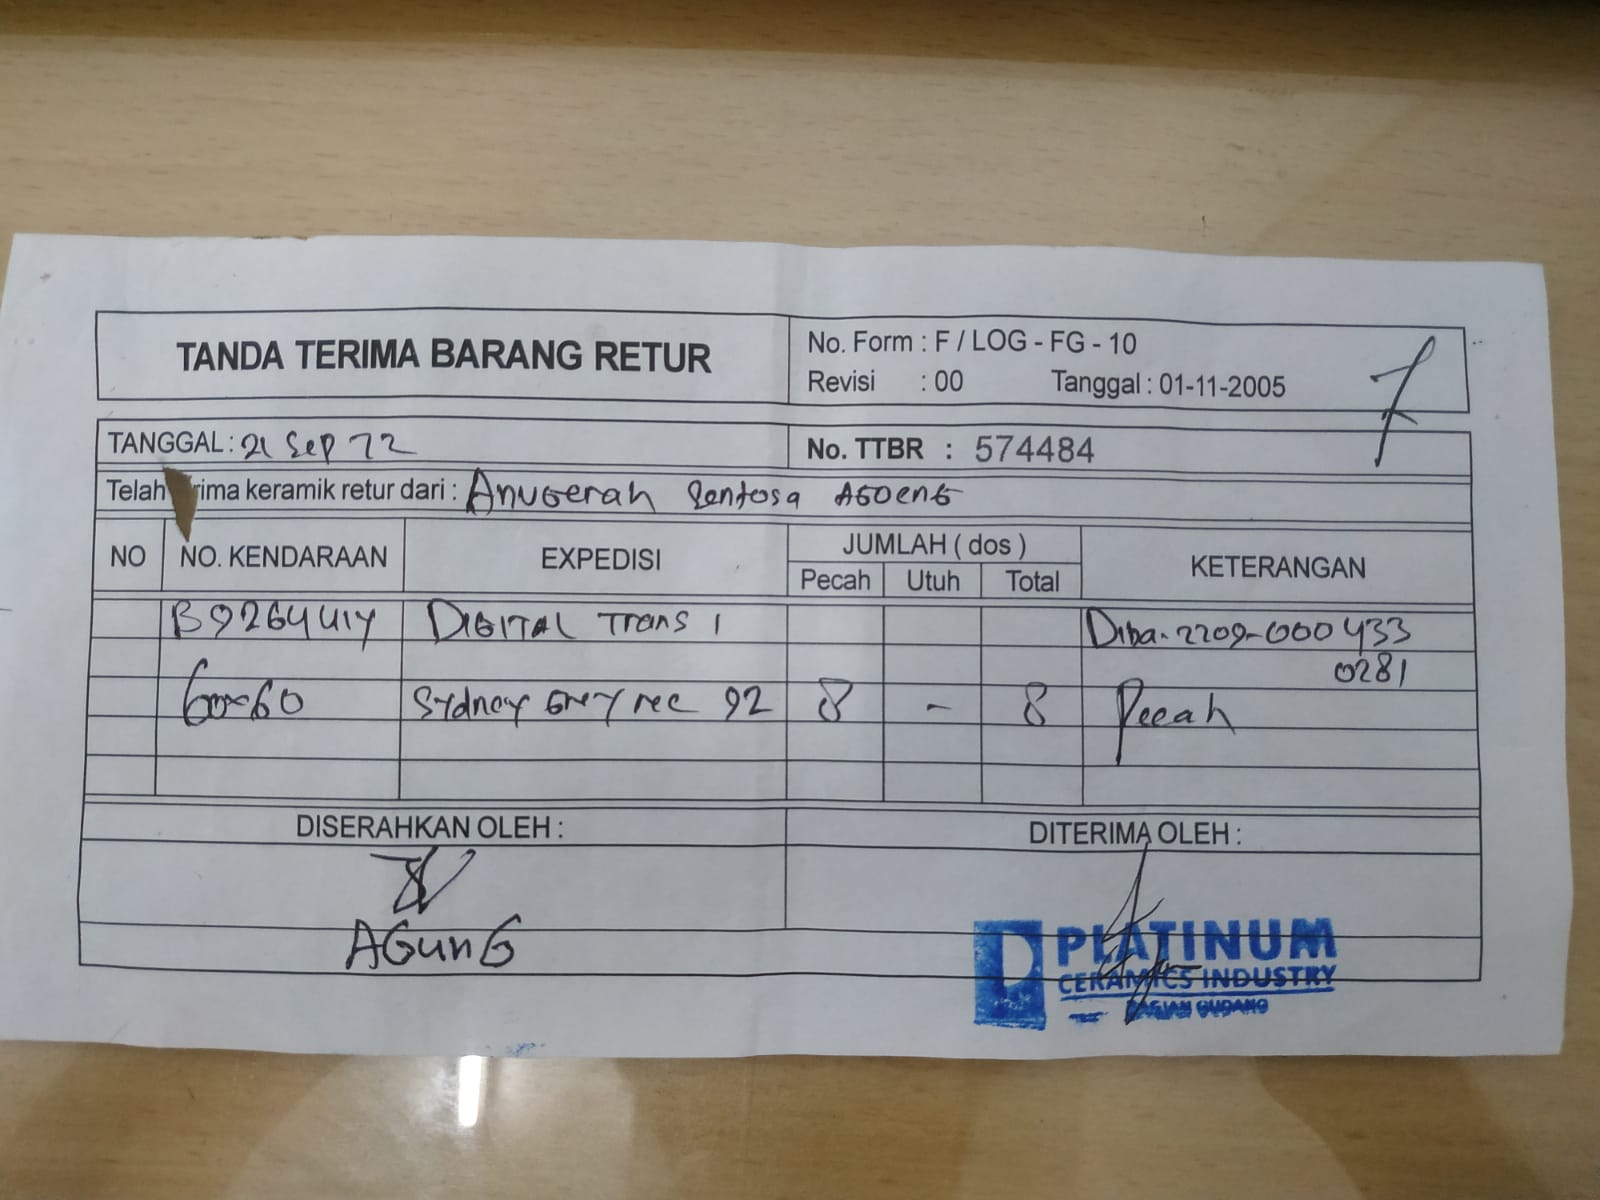 TANDA TERIMA BARANG RETUR
No. Form : F / LOG - FG - 10
Revisi : 00 Tanggal : 01-11-2005
TANGGAL : 21 Sep 22
No. TTBR : 574484
Telah rima keramik retur dari : Anugerah Sentosa AGOENG
NO NO. KENDARAAN EXPEDISI JUMLAH ( dos ) KETERANGAN
Pecah Utuh Total
B9264UIY DIGITAL Trans 1 Diba-2209-000433
0281
60x60 Sydney Grey rec 92 8 - 8 Pecah
DISERAHKAN OLEH : DITERIMA OLEH :
AGUNG
PLATINUM
CERAMICS INDUSTRY
BAGIAN GUDANG